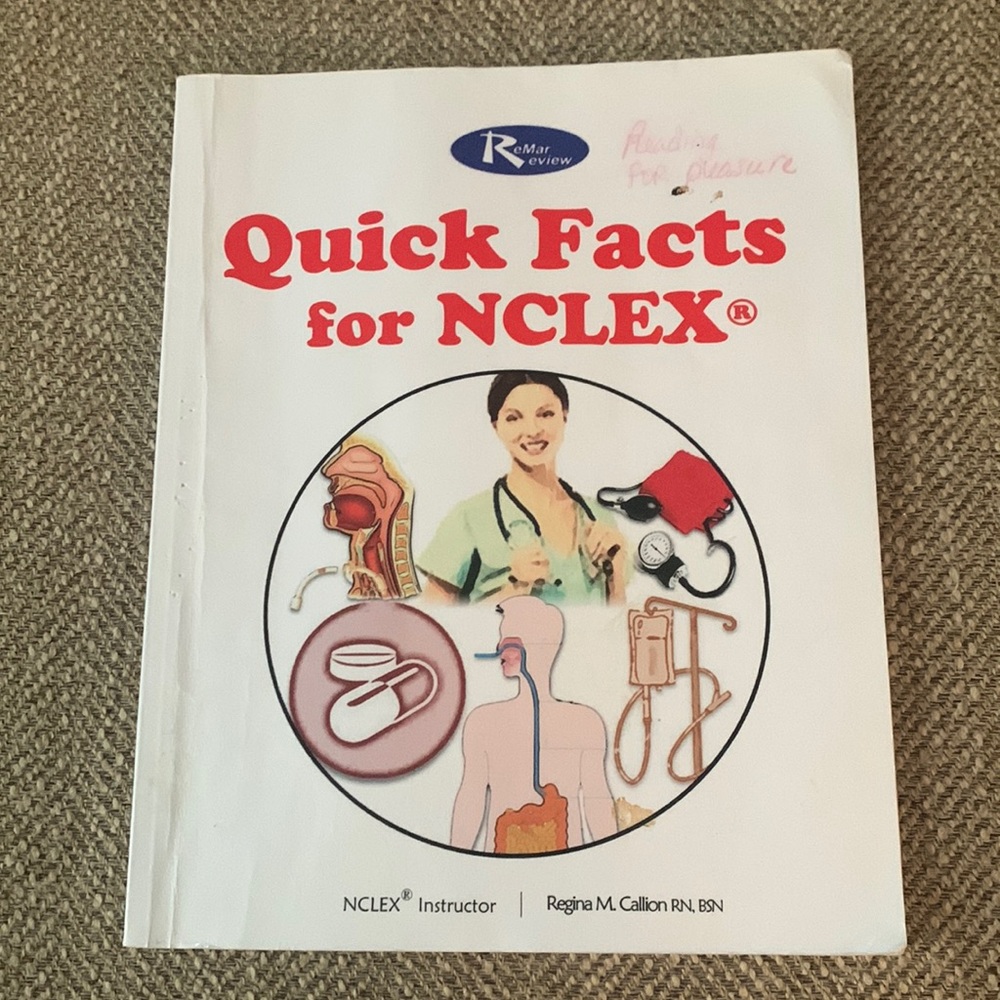 ReMar
Review
Reading
FOR pleasure
Quick Facts
for NCLEX®
NCLEX® Instructor | Regina M. Callion RN, BSN